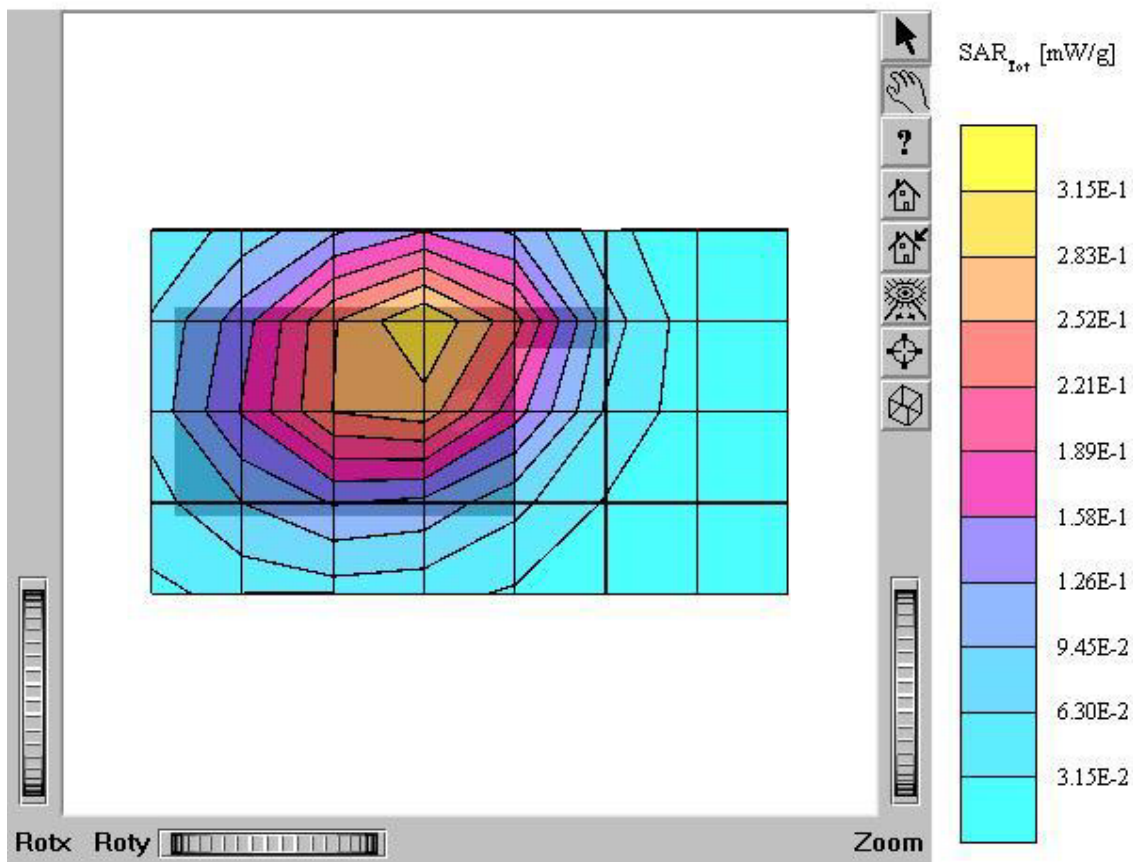 SAR_Tot [mW/g]
?
3.15E-1
2.83E-1
2.52E-1
2.21E-1
1.89E-1
1.58E-1
1.26E-1
9.45E-2
6.30E-2
3.15E-2
Rotx Roty Zoom